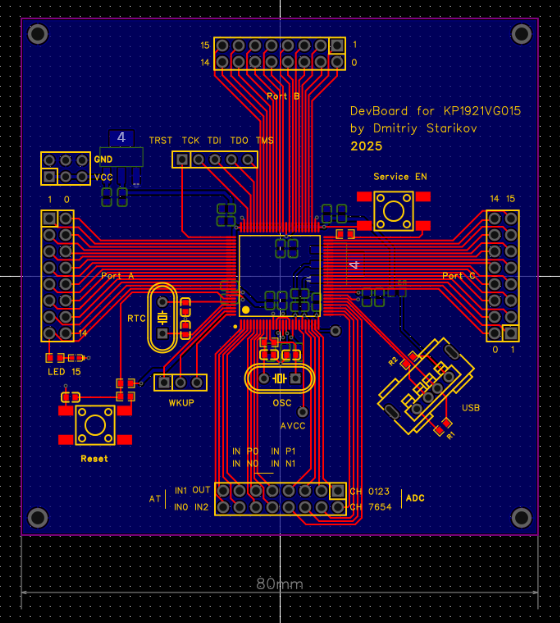 15
1
14
0
Port B
DevBoard for KP1921VG015
by Dmitriy Starikov
2025
4
TRST TCK TDI TDO TMS
GND
VCC
Service EN
1 0
14 15
Port A
4
Port C
RTC
14
0 1
LED 15
R2
WKUP
OSC
USB
AVCC
R1
Reset
IN P0 IN P1
IN N0 IN N1
AT
IN1 OUT
CH 0123
ADC
IN0 IN2
CH 7654
80mm